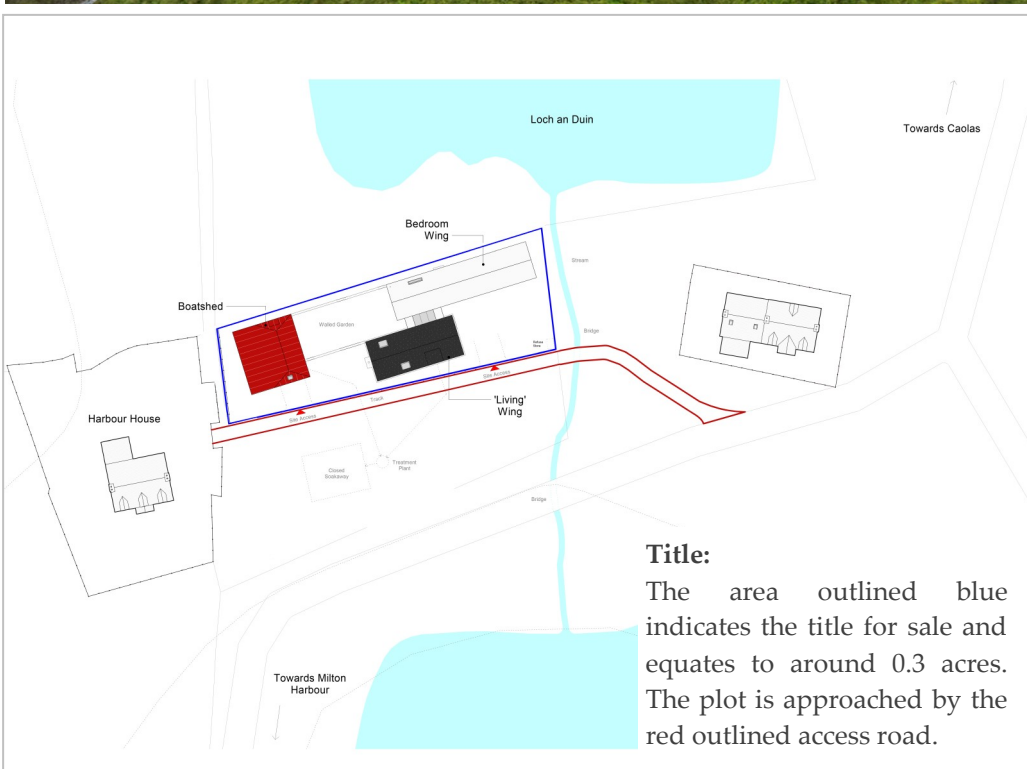 Loch an Duin
Towards Caolas
Bedroom
Wing
Stream
Boatshed
Walled Garden
Bridge
Site Access
'Living'
Wing
Track
Site Access
Harbour House
Closed
Soakaway
Treatment
Plant
Bridge
Title:
The area outlined blue
indicates the title for sale and
equates to around 0.3 acres.
The plot is approached by the
red outlined access road.
Towards Milton
Harbour